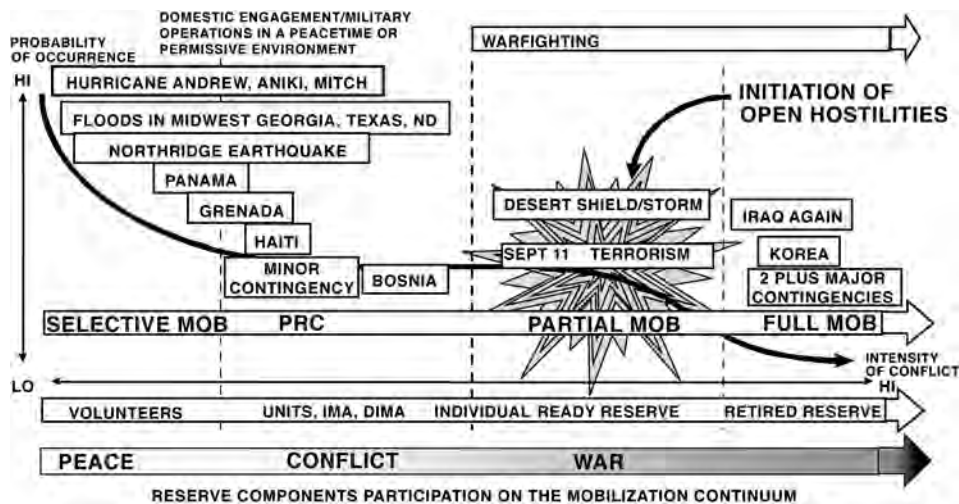 DOMESTIC ENGAGEMENT/MILITARY
OPERATIONS IN A PEACETIME OR
PERMISSIVE ENVIRONMENT
WARFIGHTING
PROBABILITY
OF OCCURRENCE
HI
HURRICANE ANDREW, ANIKI, MITCH
INITIATION OF
OPEN HOSTILITIES
FLOODS IN MIDWEST GEORGIA, TEXAS, ND
NORTHRIDGE EARTHQUAKE
PANAMA
GRENADA
DESERT SHIELD/STORM
IRAQ AGAIN
HAITI
SEPT 11 TERRORISM
KOREA
MINOR
CONTINGENCY
BOSNIA
2 PLUS MAJOR
CONTINGENCIES
SELECTIVE MOB PRC PARTIAL MOB FULL MOB
INTENSITY
OF CONFLICT
LO
HI
VOLUNTEERS UNITS, IMA, DIMA INDIVIDUAL READY RESERVE RETIRED RESERVE
PEACE CONFLICT WAR
RESERVE COMPONENTS PARTICIPATION ON THE MOBILIZATION CONTINUUM